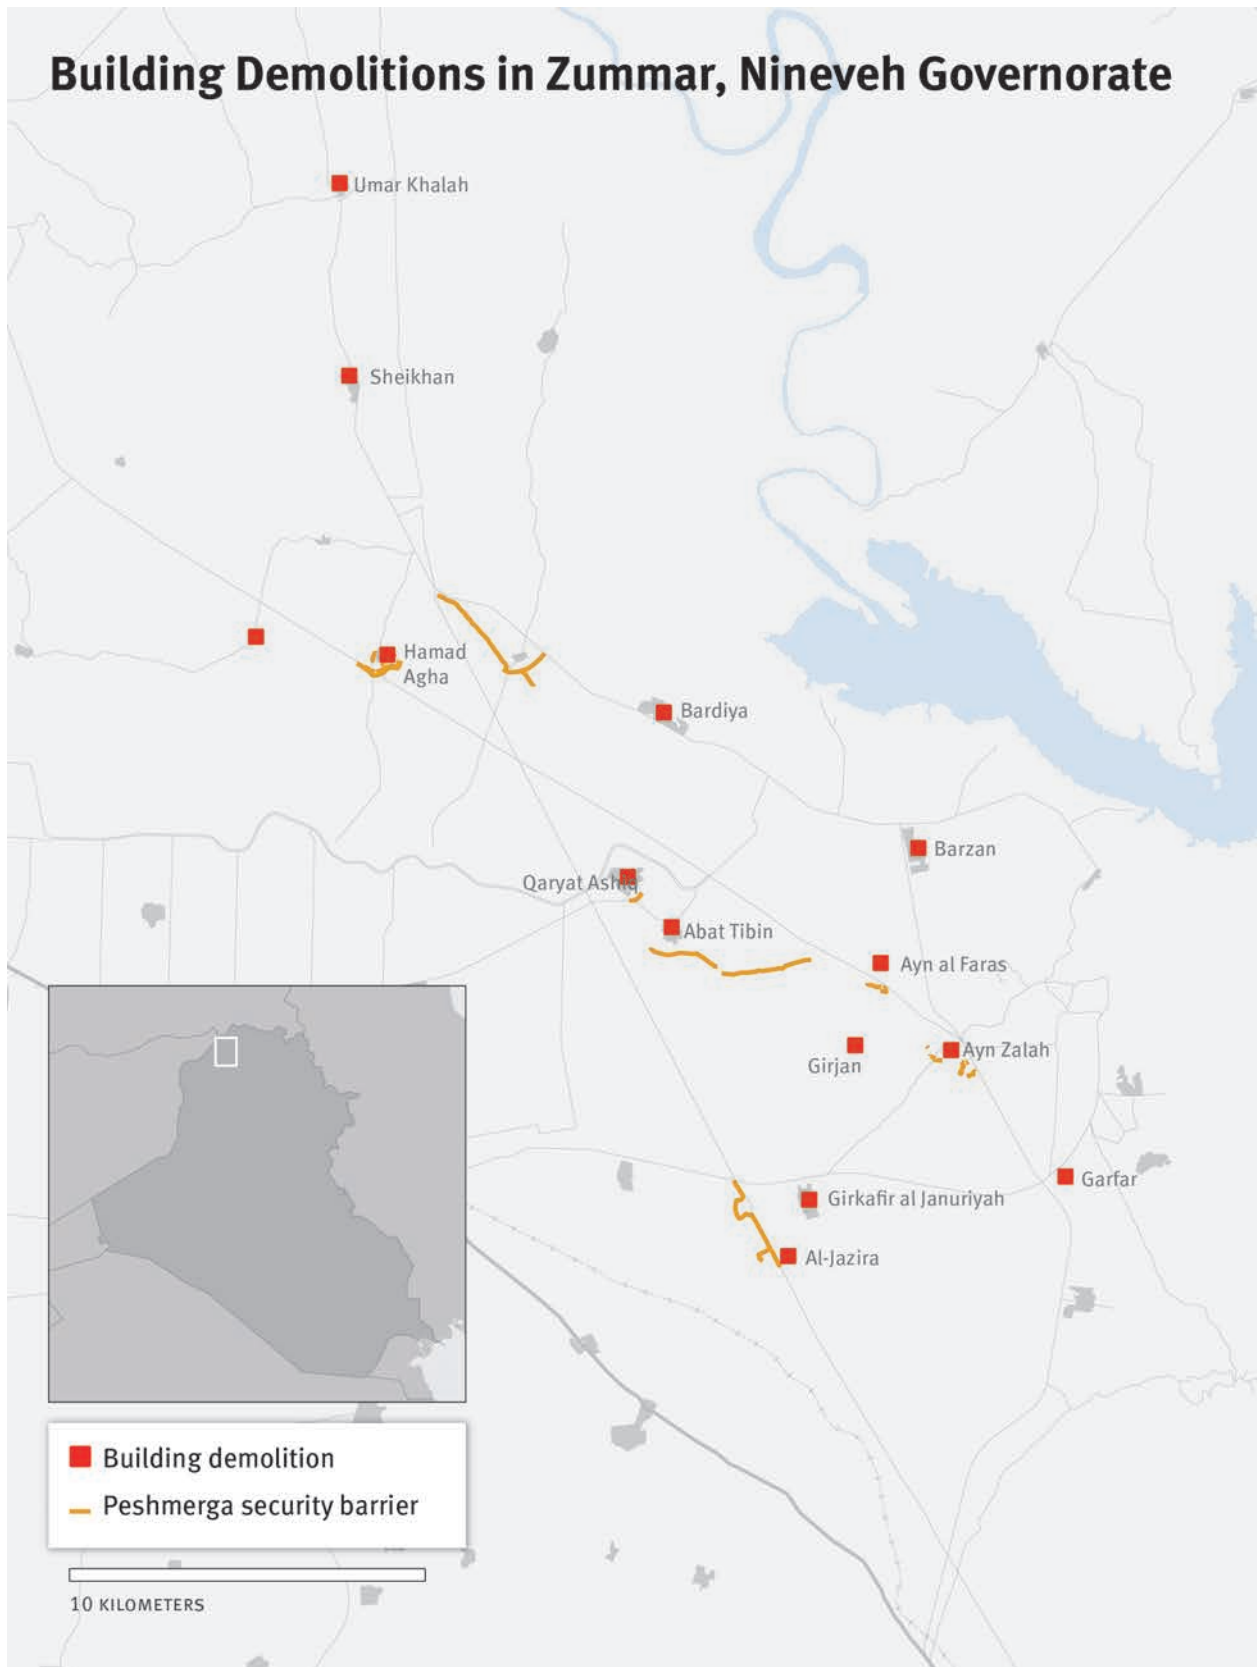 Building Demolitions in Zummar, Nineveh Governorate
Umar Khalah
Sheikhan
Hamad
Agha
Bardiya
Barzan
Qaryat Ashiq
Abat Tibin
Ayn al Faras
Ayn Zalah
Girjan
Garfar
Girkafir al Januriyah
Al-Jazira
Building demolition
Peshmerga security barrier
10 KILOMETERS